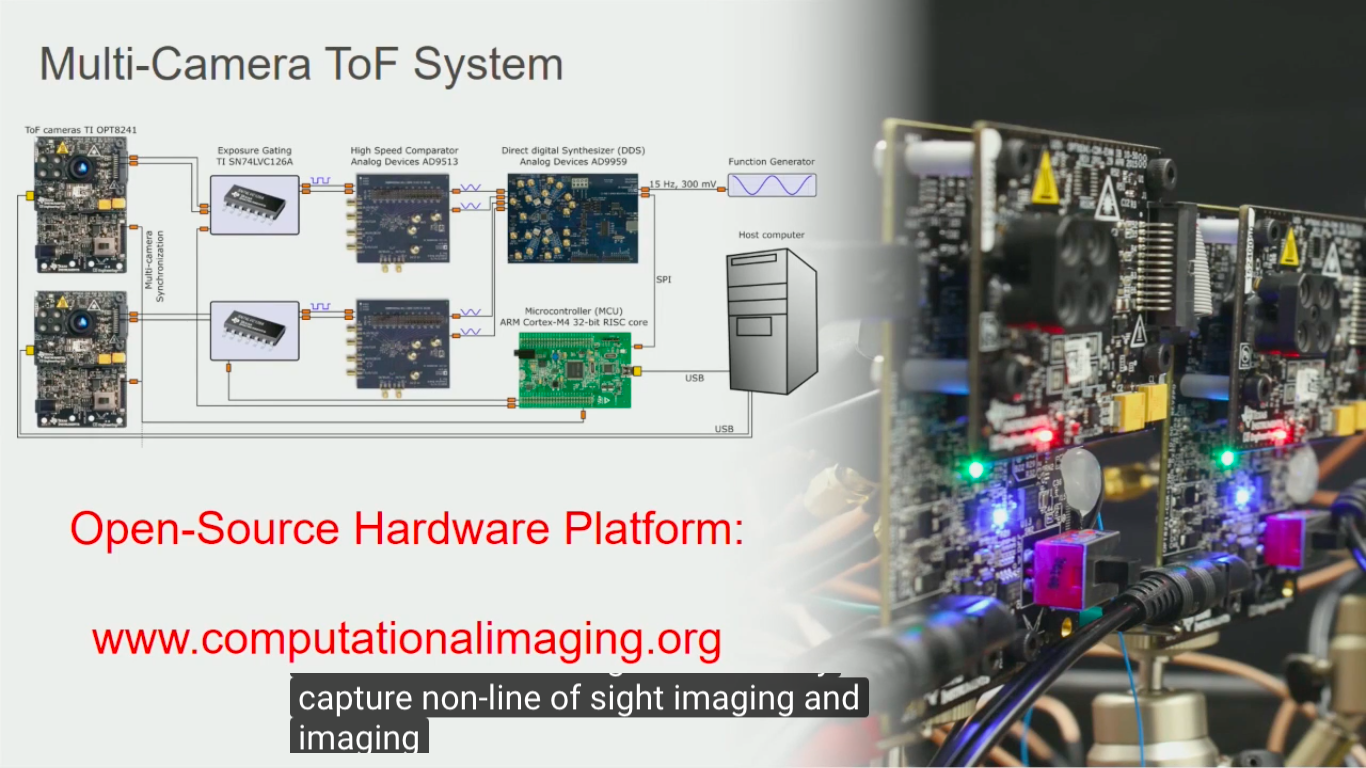 Multi-Camera ToF System
ToF cameras TI OPT8241
Exposure Gating
TI SN74LVC126A
High Speed Comparator
Analog Devices AD9513
Direct digital Synthesizer (DDS)
Analog Devices AD9959
Function Generator
15 Hz, 300 mV
Multi-camera
Synchronization
Host computer
SPI
Microcontroller (MCU)
ARM Cortex-M4 32-bit RISC core
USB
USB
Open-Source Hardware Platform:
www.computationalimaging.org
capture non-line of sight imaging and
imaging